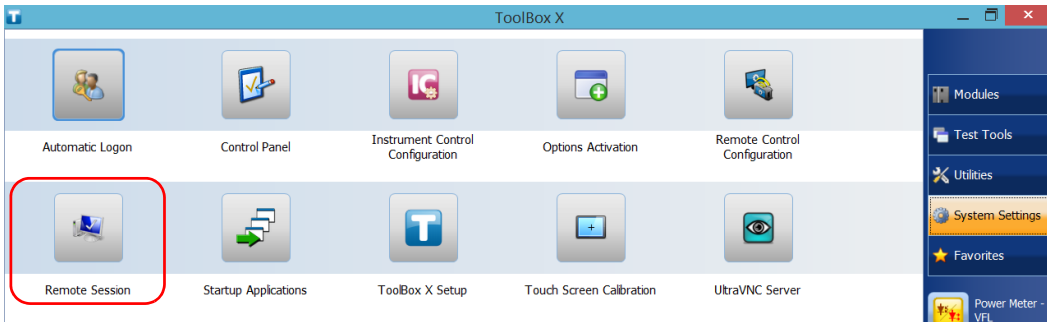 ToolBox X
Automatic Logon
Control Panel
Instrument Control
Configuration
Options Activation
Remote Control
Configuration
Remote Session
Startup Applications
ToolBox X Setup
Touch Screen Calibration
UltraVNC Server
Modules
Test Tools
Utilities
System Settings
Favorites
Power Meter -
VFL